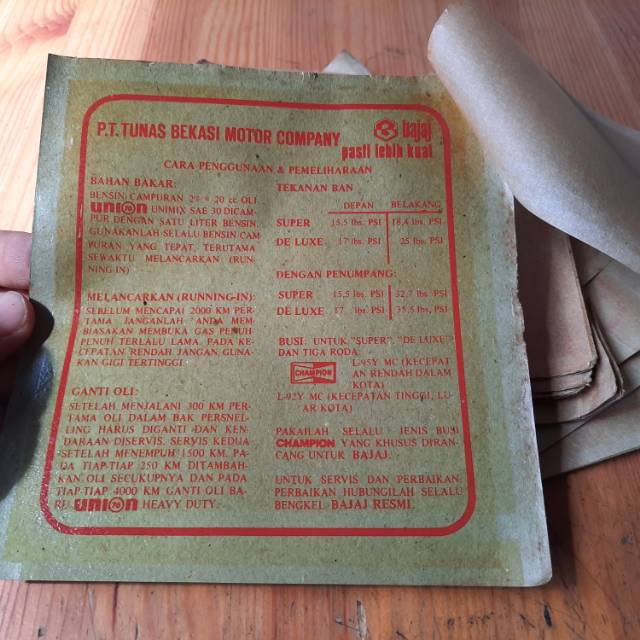 P.T. TUNAS BEKASI MOTOR COMPANY
bajaj
pasti lebih kuat
CARA PENGGUNAAN & PEMELIHARAAN
BAHAN BAKAR:
BENSIN CAMPURAN 2% = 20 cc OLI
union UNIMIX SAE 30 DICAM-
PUR DENGAN SATU LITER BENSIN.
GUNAKANLAH SELALU BENSIN CAM
PURAN YANG TEPAT, TERUTAMA
SEWAKTU MELANCARKAN (RUN-
NING-IN)
MELANCARKAN (RUNNING-IN):
SEBELUM MENCAPAI 2000 KM PER-
TAMA JANGANLAH ANDA MEM-
BIASAKAN MEMBUKA GAS PENUH-
PENUH TERLALU LAMA. PADA KE-
CEPATAN RENDAH JANGAN GUNA-
KAN GIGI TERTINGGI.
GANTI OLI:
SETELAH MENJALANI 300 KM PER-
TAMA OLI DALAM BAK PERSNEL-
LING HARUS DIGANTI DAN KEN-
DARAAN DISERVIS. SERVIS KEDUA
SETELAH MENEMPUH 1500 KM. PA-
DA TIAP-TIAP 250 KM DITAMBAH-
KAN OLI SECUKUPNYA DAN PADA
TIAP-TIAP 4000 KM GANTI OLI BA-
RU union HEAVY DUTY.
TEKANAN BAN
DEPAN BELAKANG
SUPER 15.5 lbs. PSI 18.4 lbs. PSI
DE LUXE 17 lbs. PSI 25 lbs. PSI
DENGAN PENUMPANG:
SUPER 15.5 lbs. PSI 32.7 lbs. PSI
DE LUXE 17. lbs. PSI 35.5 lbs. PSI
BUSI: UNTUK "SUPER", "DE LUXE"
DAN TIGA RODA.
CHAMPION L-95Y MC (KECEPAT
AN RENDAH DALAM
KOTA)
L-92Y MC (KECEPATAN TINGGI, LU-
AR KOTA)
PAKAILAH SELALU JENIS BUSI
CHAMPION YANG KHUSUS DIRAN-
CANG UNTUK BAJAJ.
UNTUK SERVIS DAN PERBAIKAN-
PERBAIKAN HUBUNGILAH SELALU
BENGKEL BAJAJ RESMI.